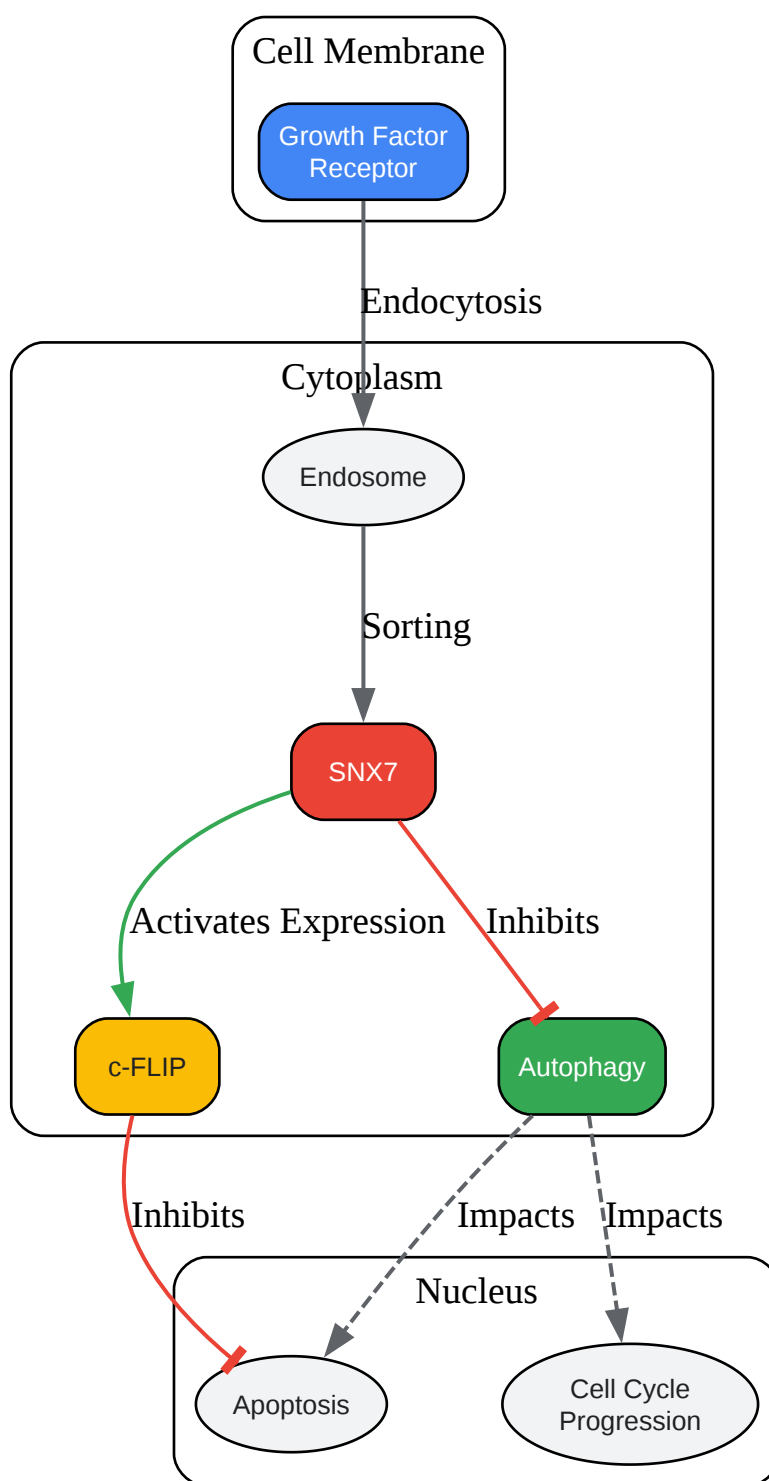 Cell Membrane
Growth Factor
Receptor
Endocytosis
Cytoplasm
Endosome
Sorting
SNX7
Activates Expression
Inhibits
c-FLIP
Autophagy
Inhibits
Impacts
Impacts
Nucleus
Apoptosis
Cell Cycle
Progression